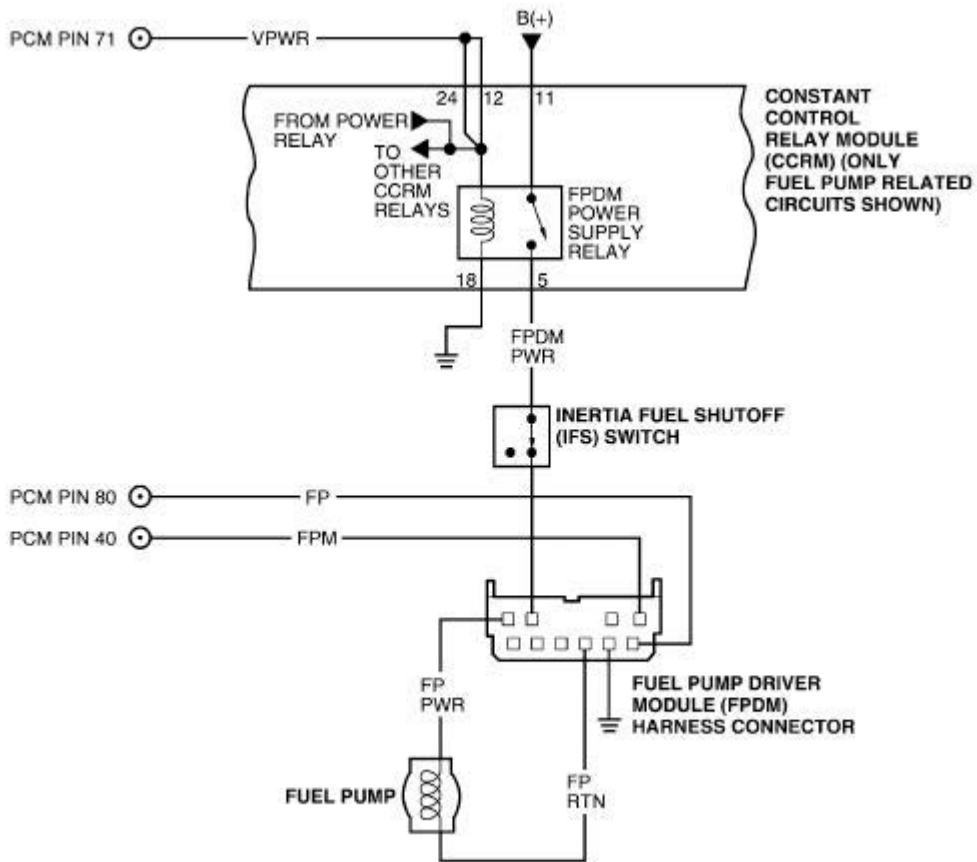 B(+)
PCM PIN 71
VPWR
24
12
11
FROM POWER
RELAY
TO
OTHER
CCRM
RELAYS
FPDM
POWER
SUPPLY
RELAY
CONSTANT
CONTROL
RELAY MODULE
(CCRM) (ONLY
FUEL PUMP RELATED
CIRCUITS SHOWN)
18
5
FPDM
PWR
INERTIA FUEL SHUTOFF
(IFS) SWITCH
PCM PIN 80
FP
PCM PIN 40
FPM
FP
PWR
FUEL PUMP DRIVER
MODULE (FPDM)
HARNESS CONNECTOR
FUEL PUMP
FP
RTN